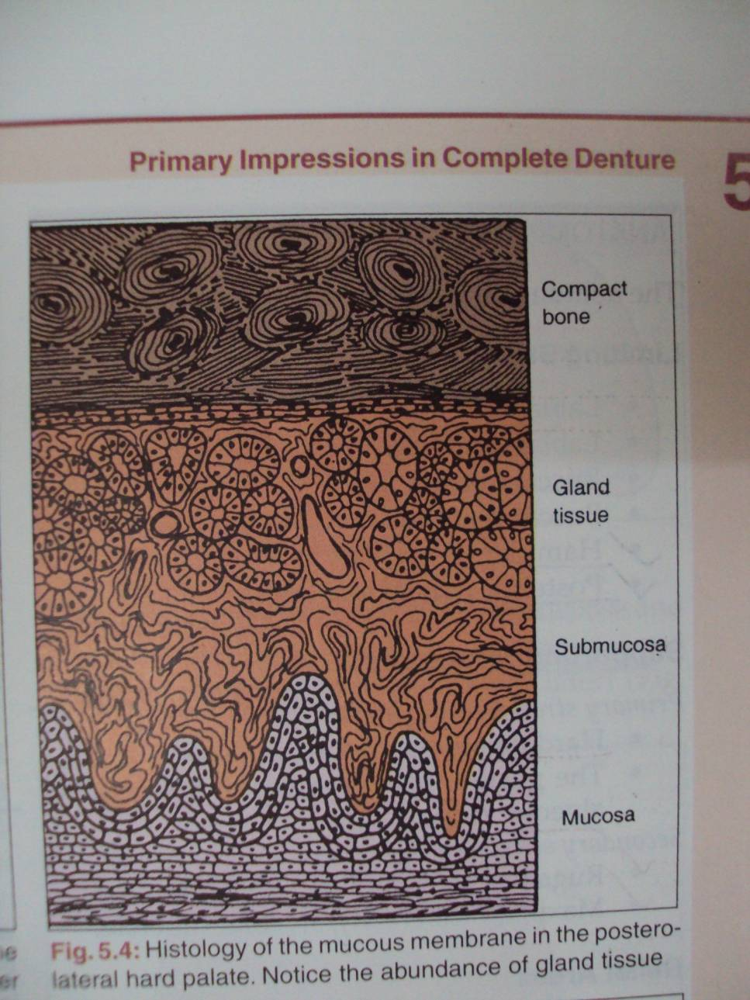 Primary Impressions in Complete Denture
5
Compact
bone
Gland
tissue
Submucosa
Mucosa
Fig. 5.4: Histology of the mucous membrane in the postero-
lateral hard palate. Notice the abundance of gland tissue
er